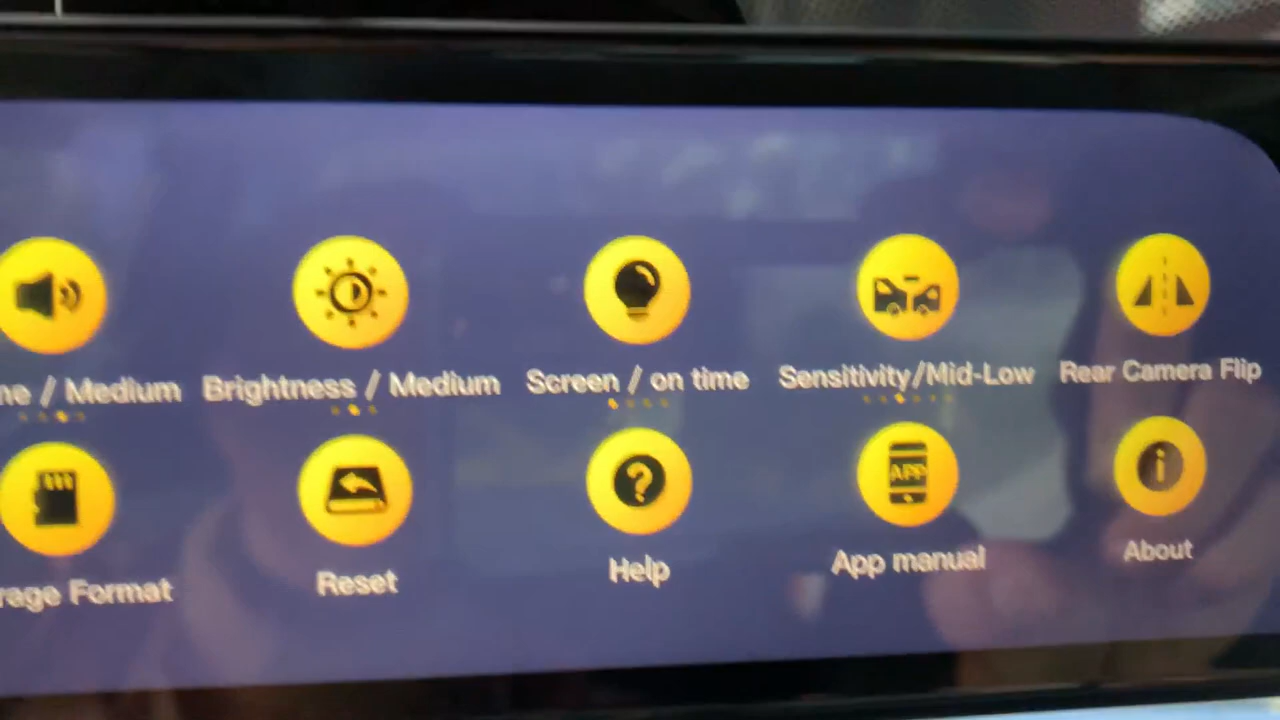 ne / Medium Brightness / Medium Screen / on time Sensitivity/Mid-Low Rear Camera Flip
APP
rage Format Reset Help App manual About